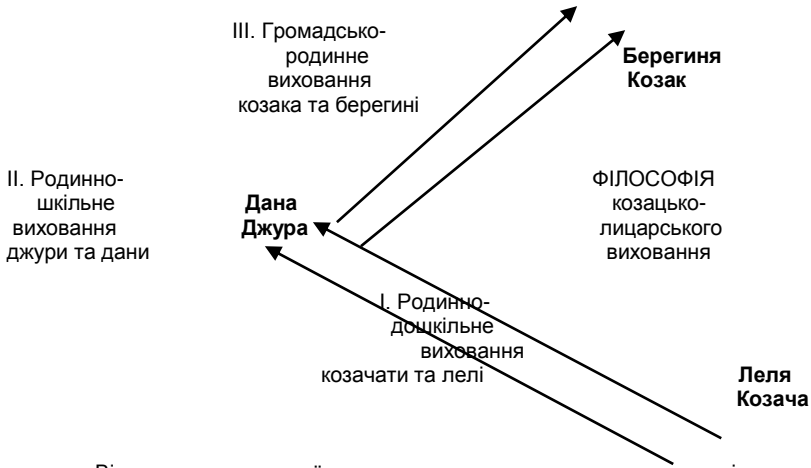 III. Громадсько-
родинне
виховання
козака та берегині
Берегиня
Козак
II. Родинно-
шкільне
виховання
джури та дани
Дана
Джура
ФІЛОСОФІЯ
козацько-
лицарського
виховання
I. Родинно-
дошкільне
виховання
козачати та лелі
Леля
Козача